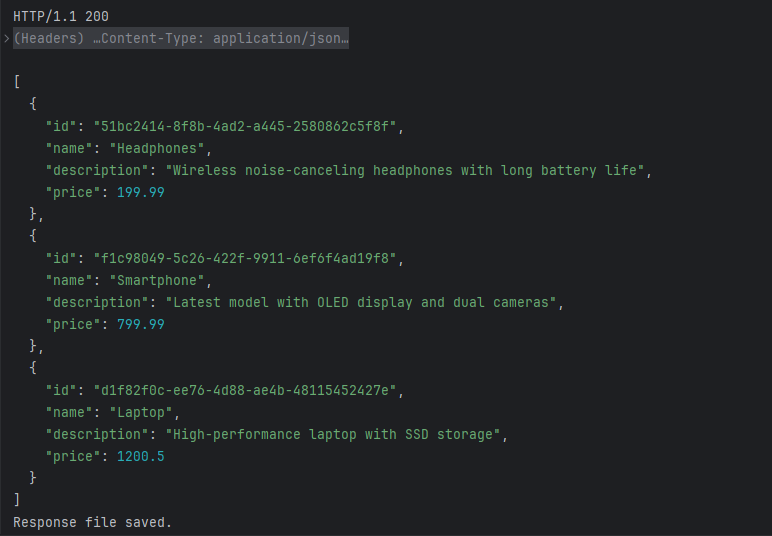 HTTP/1.1 200
(Headers) …Content-Type: application/json…
[
{
"id": "51bc2414-8f8b-4ad2-a445-2580862c5f8f",
"name": "Headphones",
"description": "Wireless noise-canceling headphones with long battery life",
"price": 199.99
},
{
"id": "f1c98049-5c26-422f-9911-6ef6f4ad19f8",
"name": "Smartphone",
"description": "Latest model with OLED display and dual cameras",
"price": 799.99
},
{
"id": "d1f82f0c-ee76-4d88-ae4b-48115452427e",
"name": "Laptop",
"description": "High-performance laptop with SSD storage",
"price": 1200.5
}
]
Response file saved.